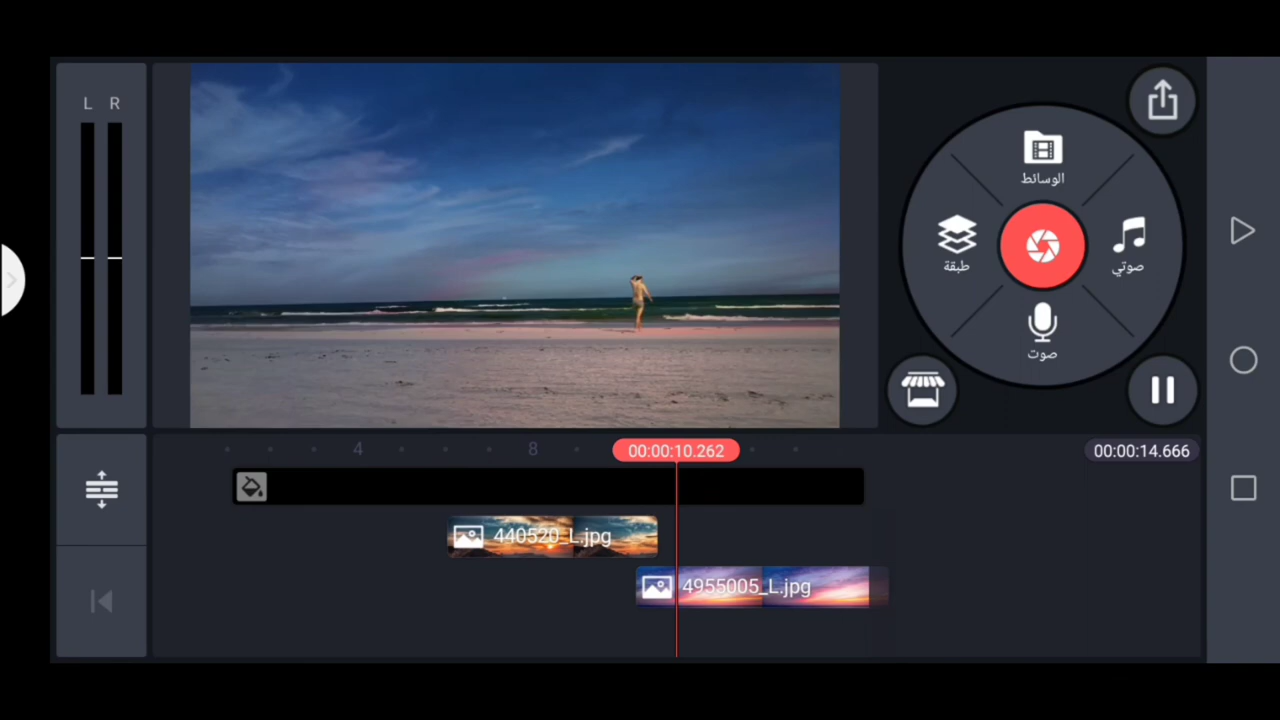 L R
الوسائط
طبقة
صوتي
صوت
4
8
00:00:10.262
00:00:14.666
440520_L.jpg
4955005_L.jpg